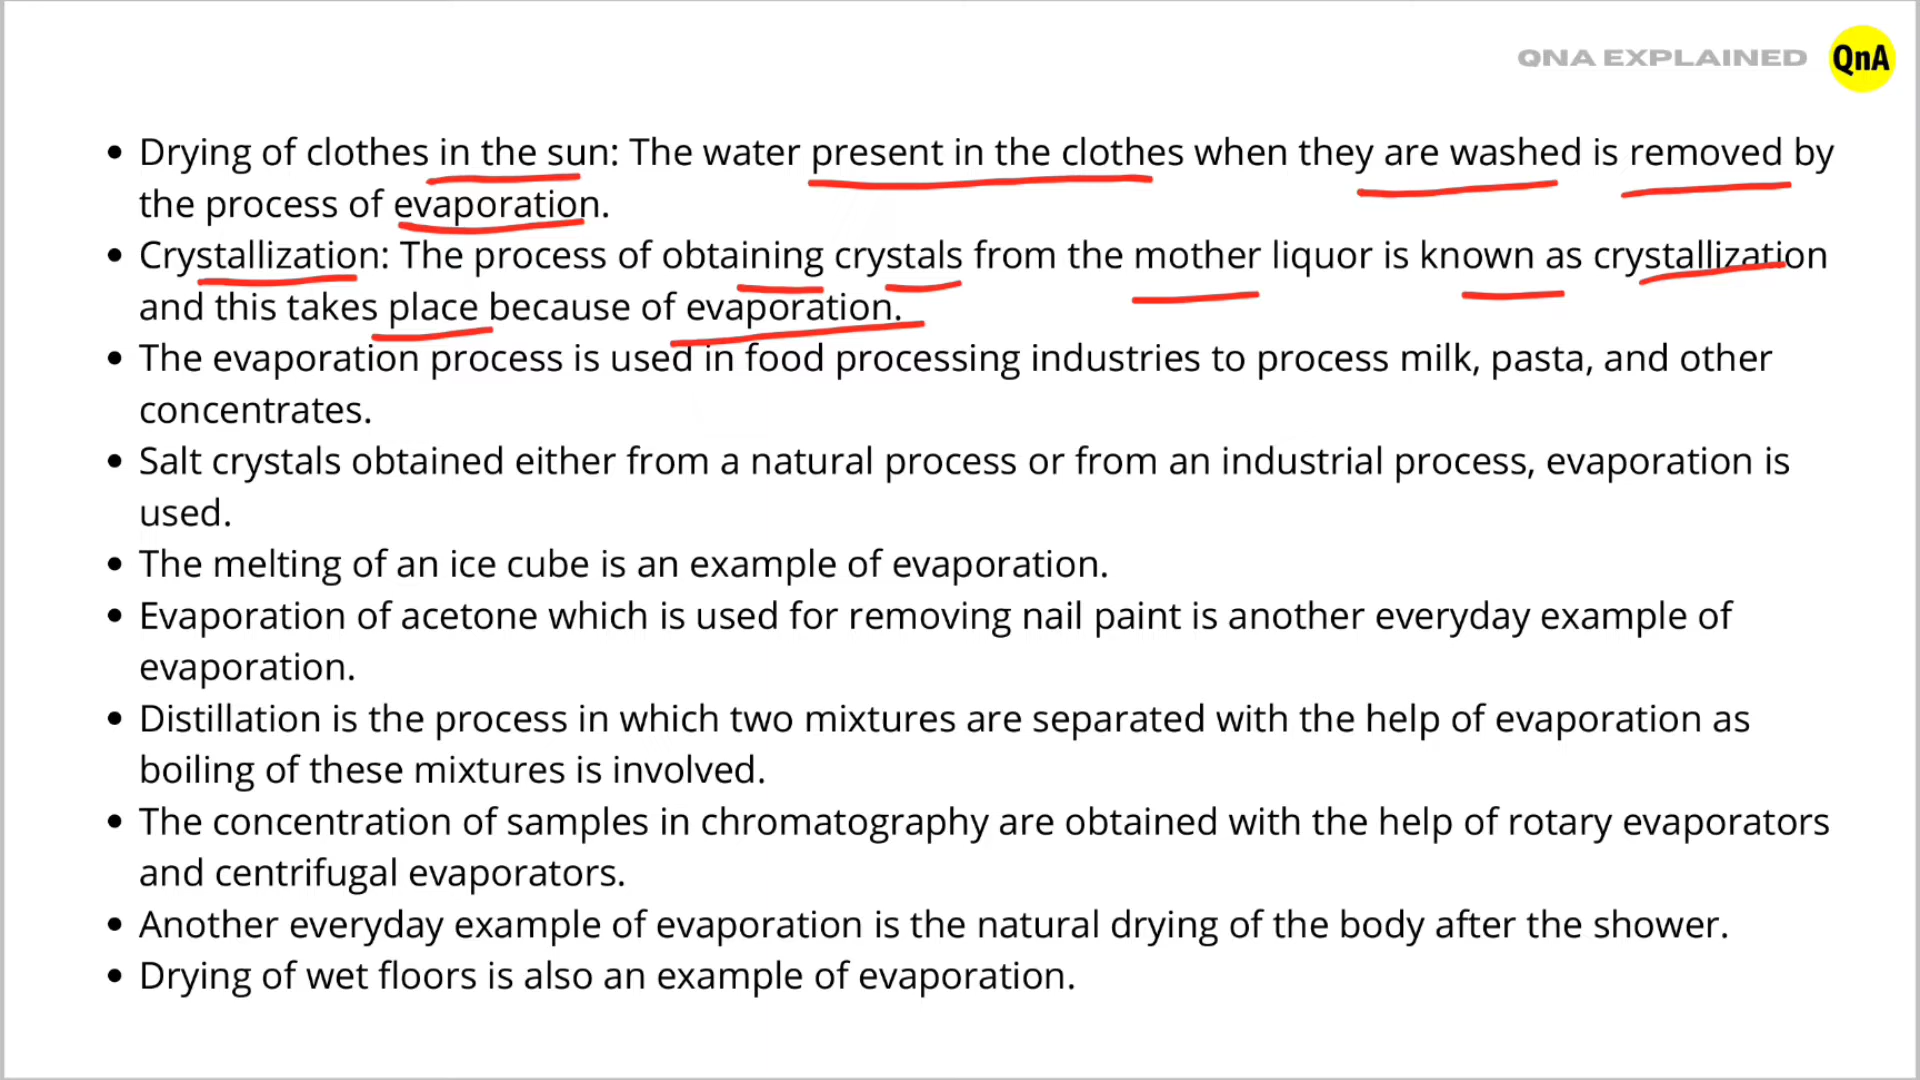 QNA EXPLAINED QnA
• Drying of clothes in the sun: The water present in the clothes when they are washed is removed by
the process of evaporation.
• Crystallization: The process of obtaining crystals from the mother liquor is known as crystallization
and this takes place because of evaporation.
• The evaporation process is used in food processing industries to process milk, pasta, and other
concentrates.
• Salt crystals obtained either from a natural process or from an industrial process, evaporation is
used.
• The melting of an ice cube is an example of evaporation.
• Evaporation of acetone which is used for removing nail paint is another everyday example of
evaporation.
• Distillation is the process in which two mixtures are separated with the help of evaporation as
boiling of these mixtures is involved.
• The concentration of samples in chromatography are obtained with the help of rotary evaporators
and centrifugal evaporators.
• Another everyday example of evaporation is the natural drying of the body after the shower.
• Drying of wet floors is also an example of evaporation.